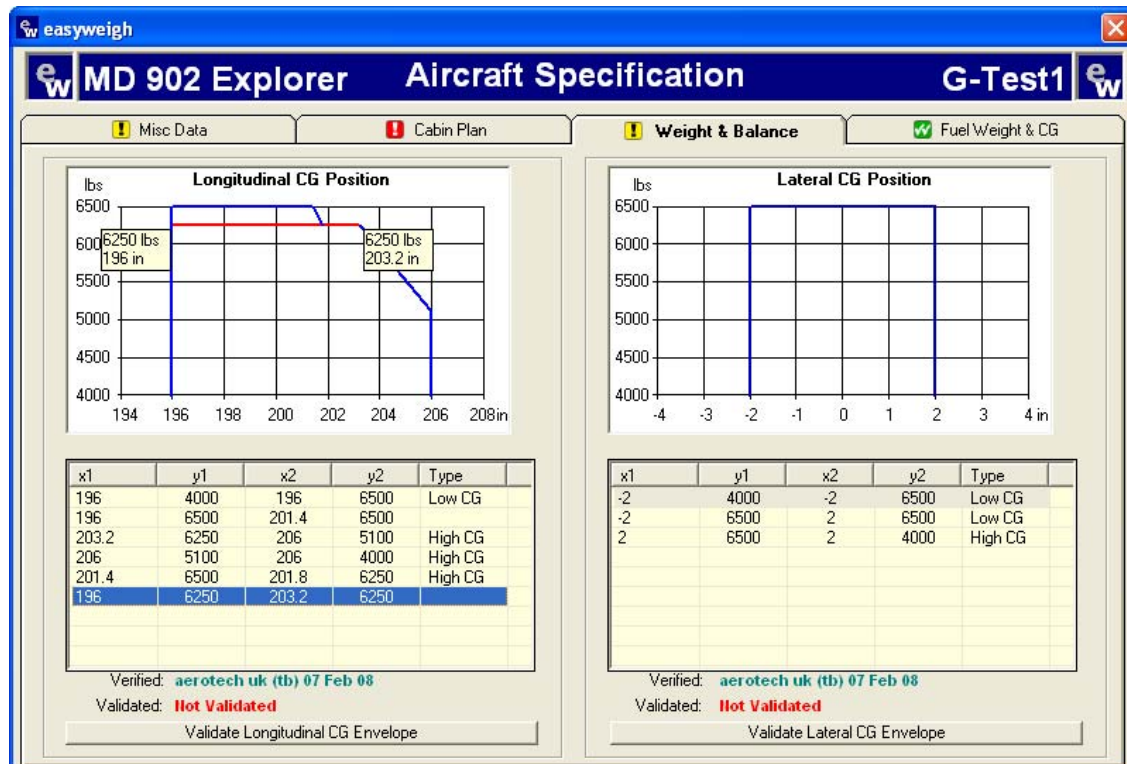 ew easyweigh
ew MD 902 Explorer Aircraft Specification G-Test1 ew
! Misc Data ! Cabin Plan ! Weight & Balance Fuel Weight & CG
Longitudinal CG Position
lbs
6500
6000
5500
5000
4500
4000
194 196 198 200 202 204 206 208in
6250 lbs
196 in
6250 lbs
203.2 in
x1 y1 x2 y2 Type
196 4000 196 6500 Low CG
196 6500 201.4 6500
203.2 6250 206 5100 High CG
206 5100 206 4000 High CG
201.4 6500 201.8 6250 High CG
196 6250 203.2 6250
Verified: aerotech uk (tb) 07 Feb 08
Validated: Not Validated
Validate Longitudinal CG Envelope
Lateral CG Position
lbs
6500
6000
5500
5000
4500
4000
-4 -3 -2 -1 0 1 2 3 4 in
x1 y1 x2 y2 Type
-2 4000 -2 6500 Low CG
-2 6500 2 6500 Low CG
2 6500 2 4000 High CG
Verified: aerotech uk (tb) 07 Feb 08
Validated: Not Validated
Validate Lateral CG Envelope